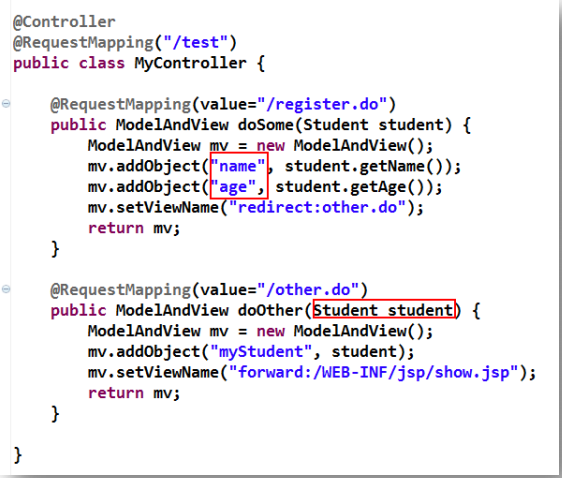 @Controller
@RequestMapping("/test")
public class MyController {
@RequestMapping(value="/register.do")
public ModelAndView doSome(Student student) {
ModelAndView mv = new ModelAndView();
mv.addObject("name", student.getName());
mv.addObject("age", student.getAge());
mv.setViewName("redirect:other.do");
return mv;
}
@RequestMapping(value="/other.do")
public ModelAndView doOther(Student student) {
ModelAndView mv = new ModelAndView();
mv.addObject("myStudent", student);
mv.setViewName("forward:/WEB-INF/jsp/show.jsp");
return mv;
}
}